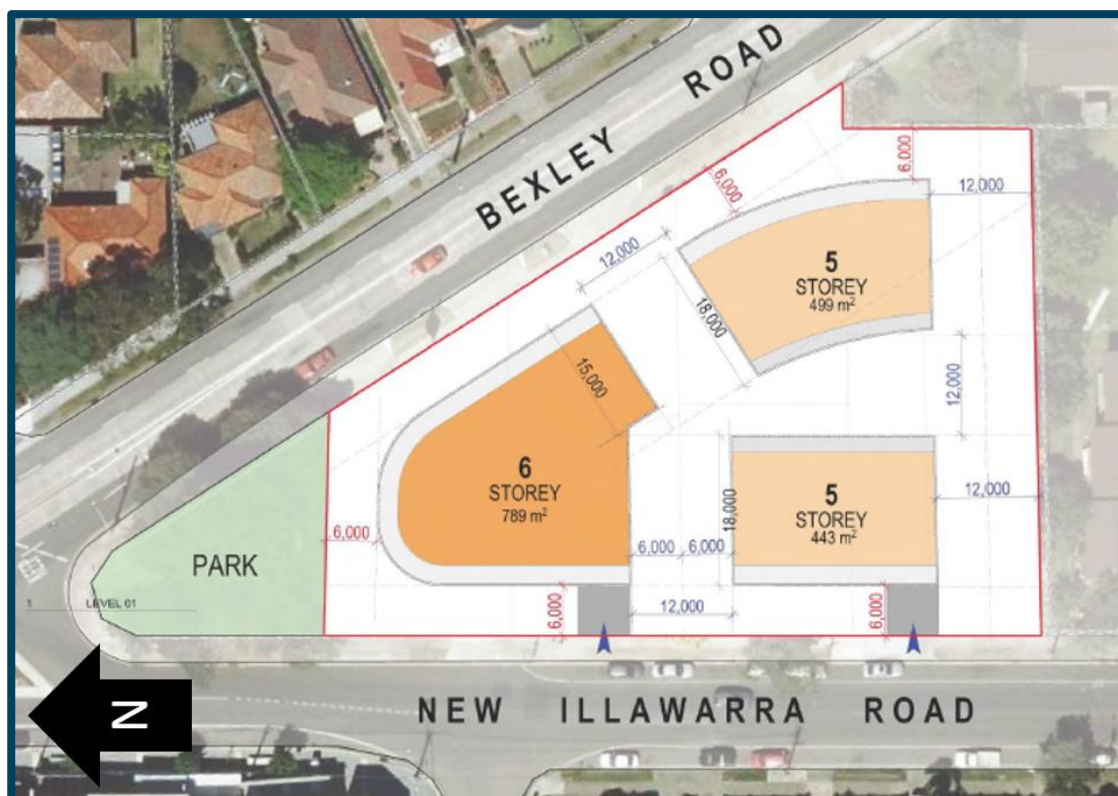 BEXLEY ROAD
6,000
6,000
12,000
12,000
18,000
5
STOREY
499 m²
15,000
12,000
6
STOREY
789 m²
6,000
PARK
LEVEL 01
1
18,000
5
STOREY
443 m²
12,000
6,000
6,000
6,000
12,000
6,000
N
NEW ILLAWARRA ROAD